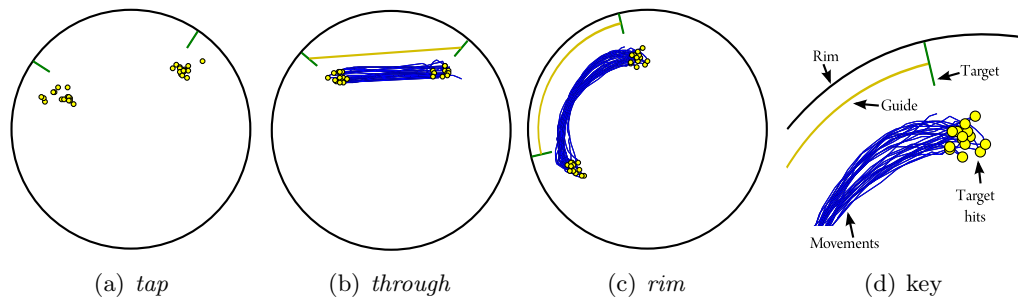 Rim
Target
Guide
Target
hits
Movements
(a) tap
(b) through
(c) rim
(d) key